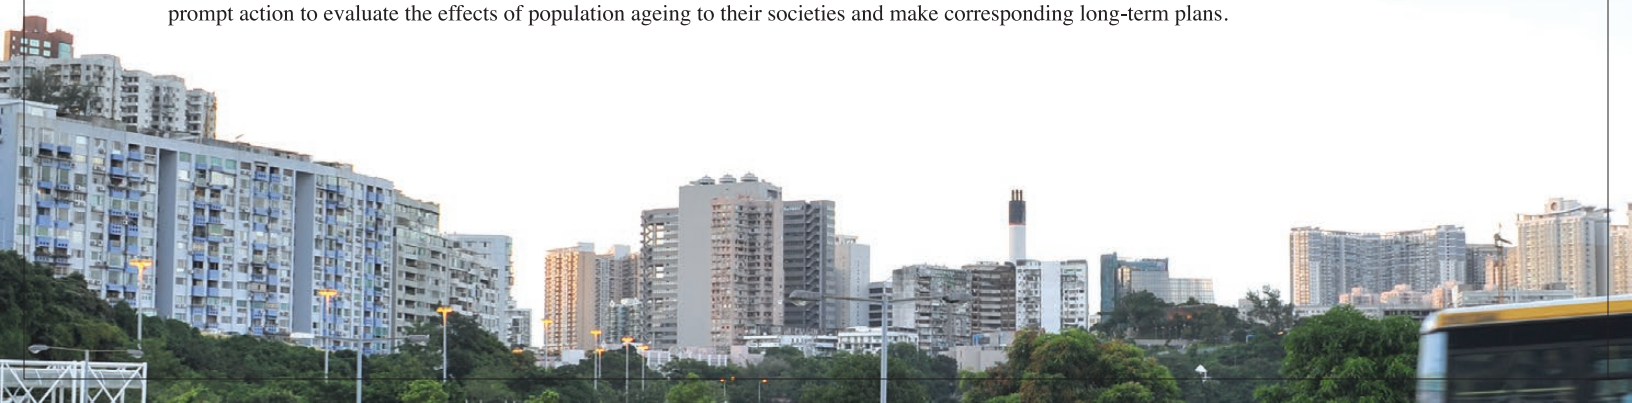 prompt action to evaluate the effects of population ageing to their societies and make corresponding long-term plans.